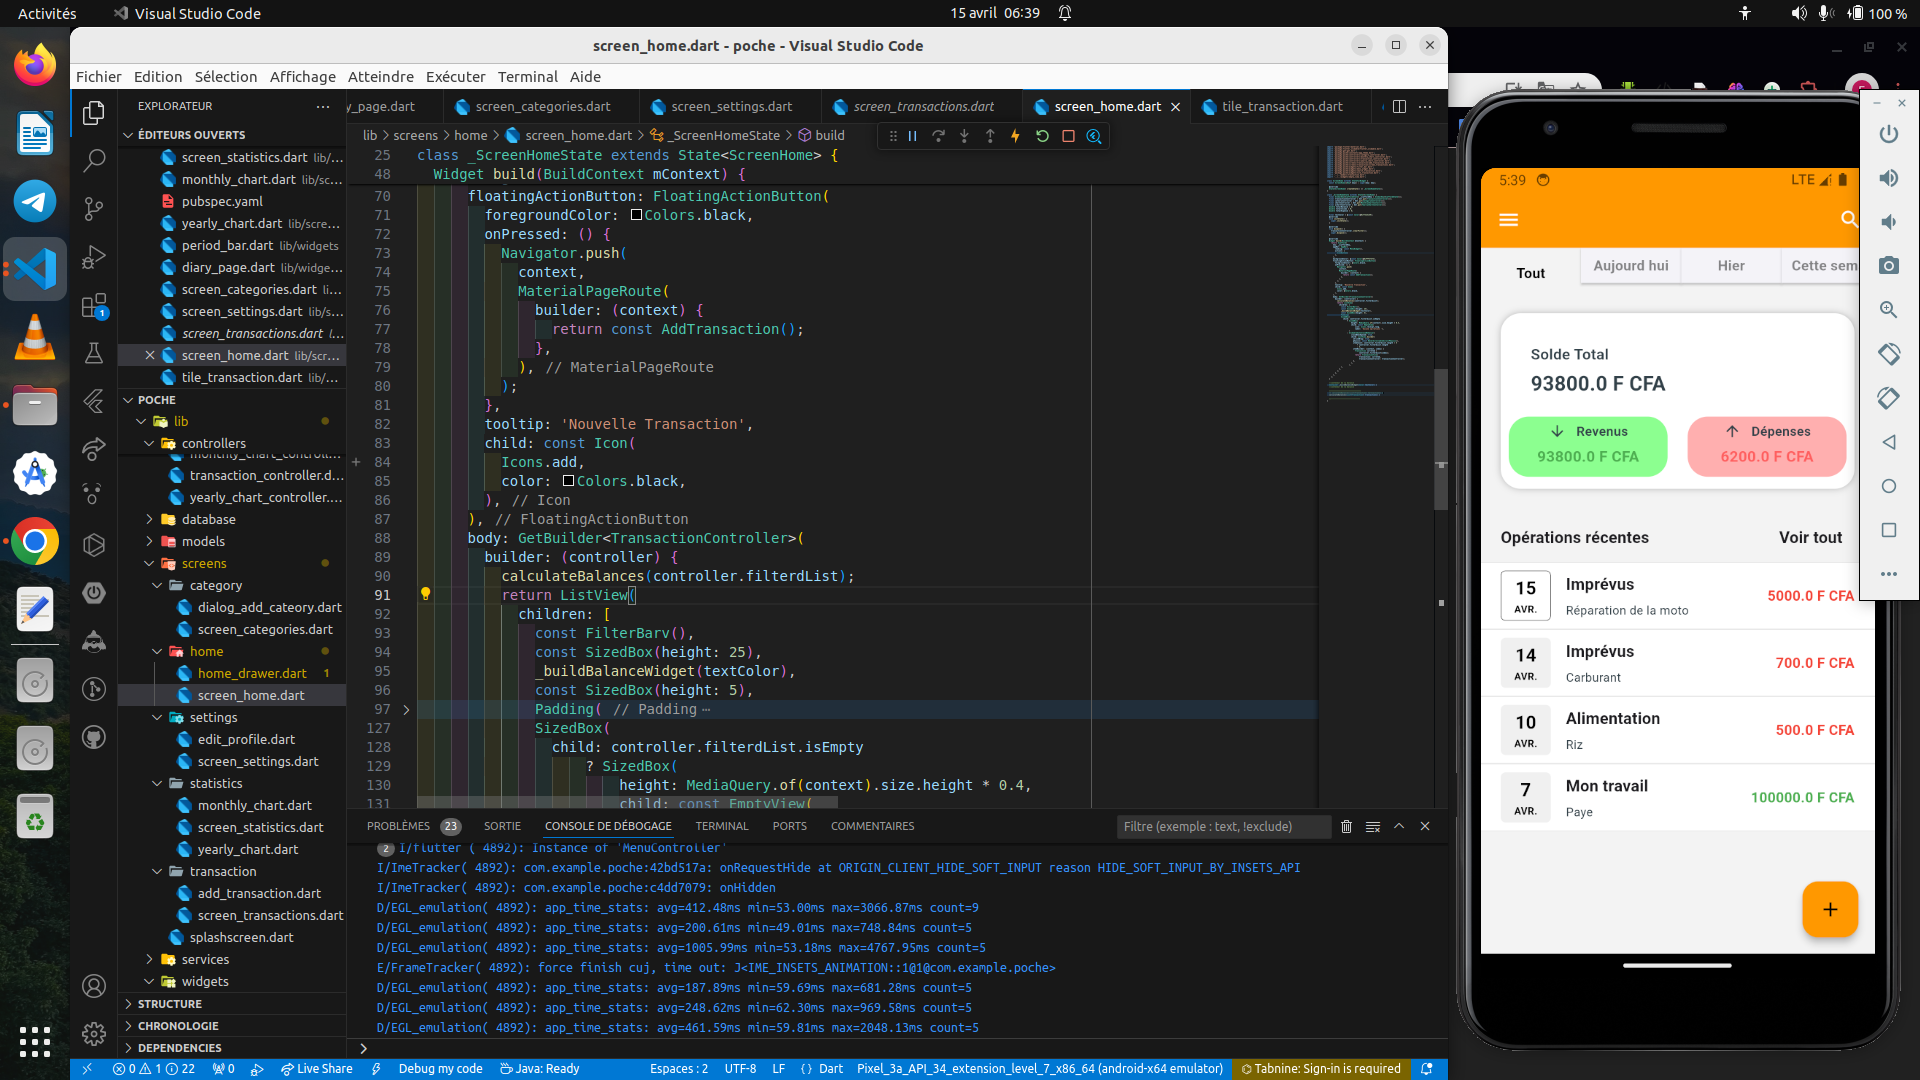 Activités
Visual Studio Code
15 avril 06:39
100 %
screen_home.dart - poche - Visual Studio Code
Fichier Edition Sélection Affichage Atteindre Exécuter Terminal Aide
EXPLORATEUR
y_page.dart
screen_categories.dart
screen_settings.dart
screen_transactions.dart
screen_home.dart
tile_transaction.dart
ÉDITEURS OUVERTS
screen_statistics.dart lib/...
monthly_chart.dart lib/sc...
pubspec.yaml
yearly_chart.dart lib/scre...
period_bar.dart lib/widgets
diary_page.dart lib/widge...
screen_categories.dart li...
screen_settings.dart lib/s...
screen_transactions.dart l...
screen_home.dart lib/scr...
tile_transaction.dart lib/...
POCHE
lib
controllers
monthly_chart_controll...
transaction_controller.d...
yearly_chart_controller....
database
models
screens
category
dialog_add_cateory.dart
screen_categories.dart
home
home_drawer.dart 1
screen_home.dart
settings
edit_profile.dart
screen_settings.dart
statistics
monthly_chart.dart
screen_statistics.dart
yearly_chart.dart
transaction
add_transaction.dart
screen_transactions.dart
splashscreen.dart
services
widgets
STRUCTURE
CHRONOLOGIE
DEPENDENCIES
1
lib > screens > home > screen_home.dart > _ScreenHomeState > build
25 class _ScreenHomeState extends State<ScreenHome> {
48 Widget build(BuildContext mContext) {
70 floatingActionButton: FloatingActionButton(
71 foregroundColor: Colors.black,
72 onPressed: () {
73 Navigator.push(
74 context,
75 MaterialPageRoute(
76 builder: (context) {
77 return const AddTransaction();
78 },
79 ), // MaterialPageRoute
80 );
81 },
82 tooltip: 'Nouvelle Transaction',
83 child: const Icon(
84 Icons.add,
85 color: Colors.black,
86 ), // Icon
87 ), // FloatingActionButton
88 body: GetBuilder<TransactionController>(
89 builder: (controller) {
90 calculateBalances(controller.filterdList);
91 return ListView(
92 children: [
93 const FilterBarv(),
94 const SizedBox(height: 25),
95 _buildBalanceWidget(textColor),
96 const SizedBox(height: 5),
97 Padding( // Padding ⋯
127 SizedBox(
128 child: controller.filterdList.isEmpty
129 ? SizedBox(
130 height: MediaQuery.of(context).size.height * 0.4,
131 child: const EmptyView(
PROBLÈMES 23 SORTIE CONSOLE DE DÉBOGAGE TERMINAL PORTS COMMENTAIRES
Filtre (exemple : text, !exclude)
2 I/flutter ( 4892): Instance of 'MenuController'
I/ImeTracker( 4892): com.example.poche:42bd517a: onRequestHide at ORIGIN_CLIENT_HIDE_SOFT_INPUT reason HIDE_SOFT_INPUT_BY_INSETS_API
I/ImeTracker( 4892): com.example.poche:c4dd7079: onHidden
D/EGL_emulation( 4892): app_time_stats: avg=412.48ms min=53.00ms max=3066.87ms count=9
D/EGL_emulation( 4892): app_time_stats: avg=200.61ms min=49.01ms max=748.84ms count=5
D/EGL_emulation( 4892): app_time_stats: avg=1005.99ms min=53.18ms max=4767.95ms count=5
E/FrameTracker( 4892): force finish cuj, time out: J<IME_INSETS_ANIMATION::1@1@com.example.poche>
D/EGL_emulation( 4892): app_time_stats: avg=187.89ms min=59.69ms max=681.28ms count=5
D/EGL_emulation( 4892): app_time_stats: avg=248.62ms min=62.30ms max=969.58ms count=5
D/EGL_emulation( 4892): app_time_stats: avg=461.59ms min=59.81ms max=2048.13ms count=5
0 1 22 0 Live Share Debug my code Java: Ready Espaces : 2 UTF-8 LF { } Dart Pixel_3a_API_34_extension_level_7_x86_64 (android-x64 emulator) Tabnine: Sign-in is required
5:39 LTE
Tout
Aujourd hui
Hier
Cette sem
Solde Total
93800.0 F CFA
Revenus
93800.0 F CFA
Dépenses
6200.0 F CFA
Opérations récentes Voir tout
15 AVR.
Imprévus
Réparation de la moto
5000.0 F CFA
14 AVR.
Imprévus
Carburant
700.0 F CFA
10 AVR.
Alimentation
Riz
500.0 F CFA
7 AVR.
Mon travail
Paye
100000.0 F CFA